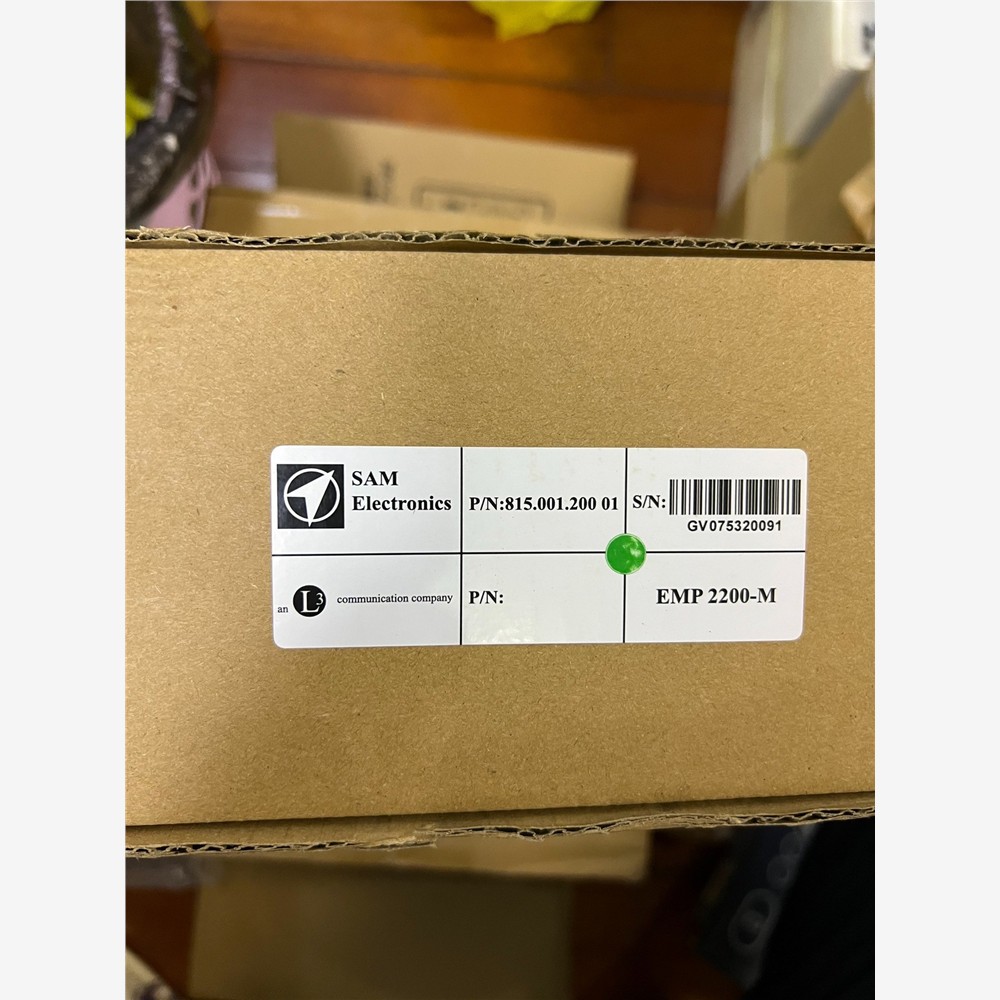 SAM
Electronics
P/N:815.001.200 01
S/N:
GV075320091
an L3 communication company
P/N:
EMP 2200-M